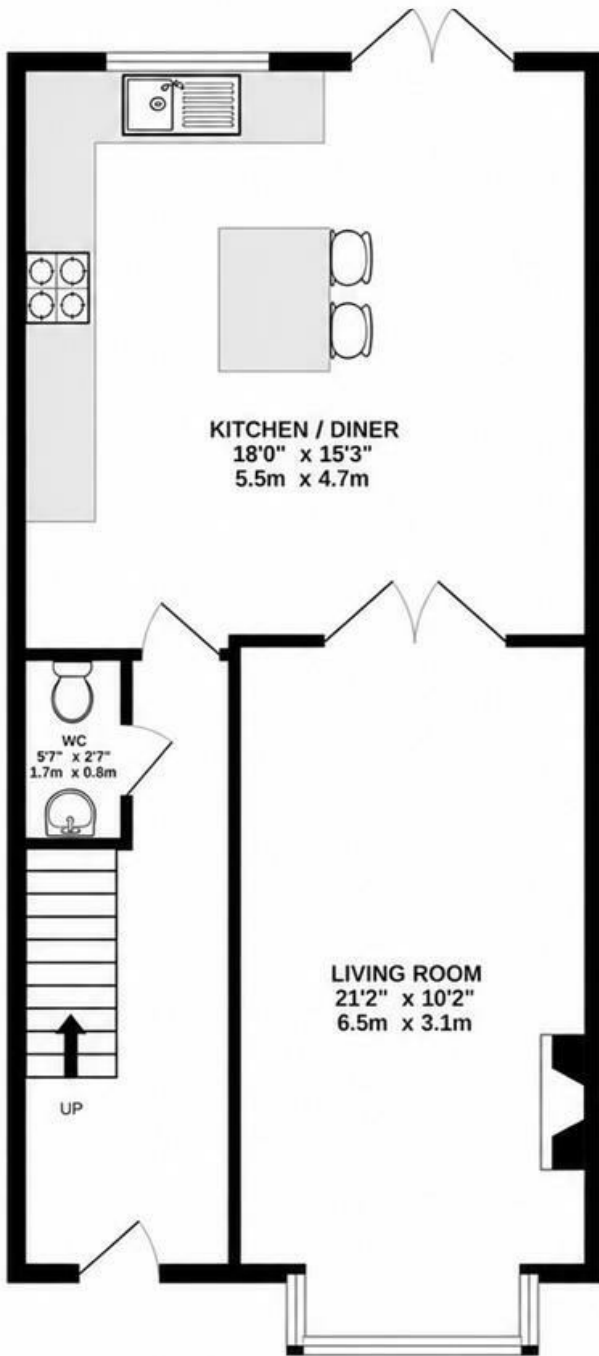 KITCHEN / DINER
18'0" x 15'3"
5.5m x 4.7m
WC
5'7" x 2'7"
1.7m x 0.8m
LIVING ROOM
21'2" x 10'2"
6.5m x 3.1m
UP